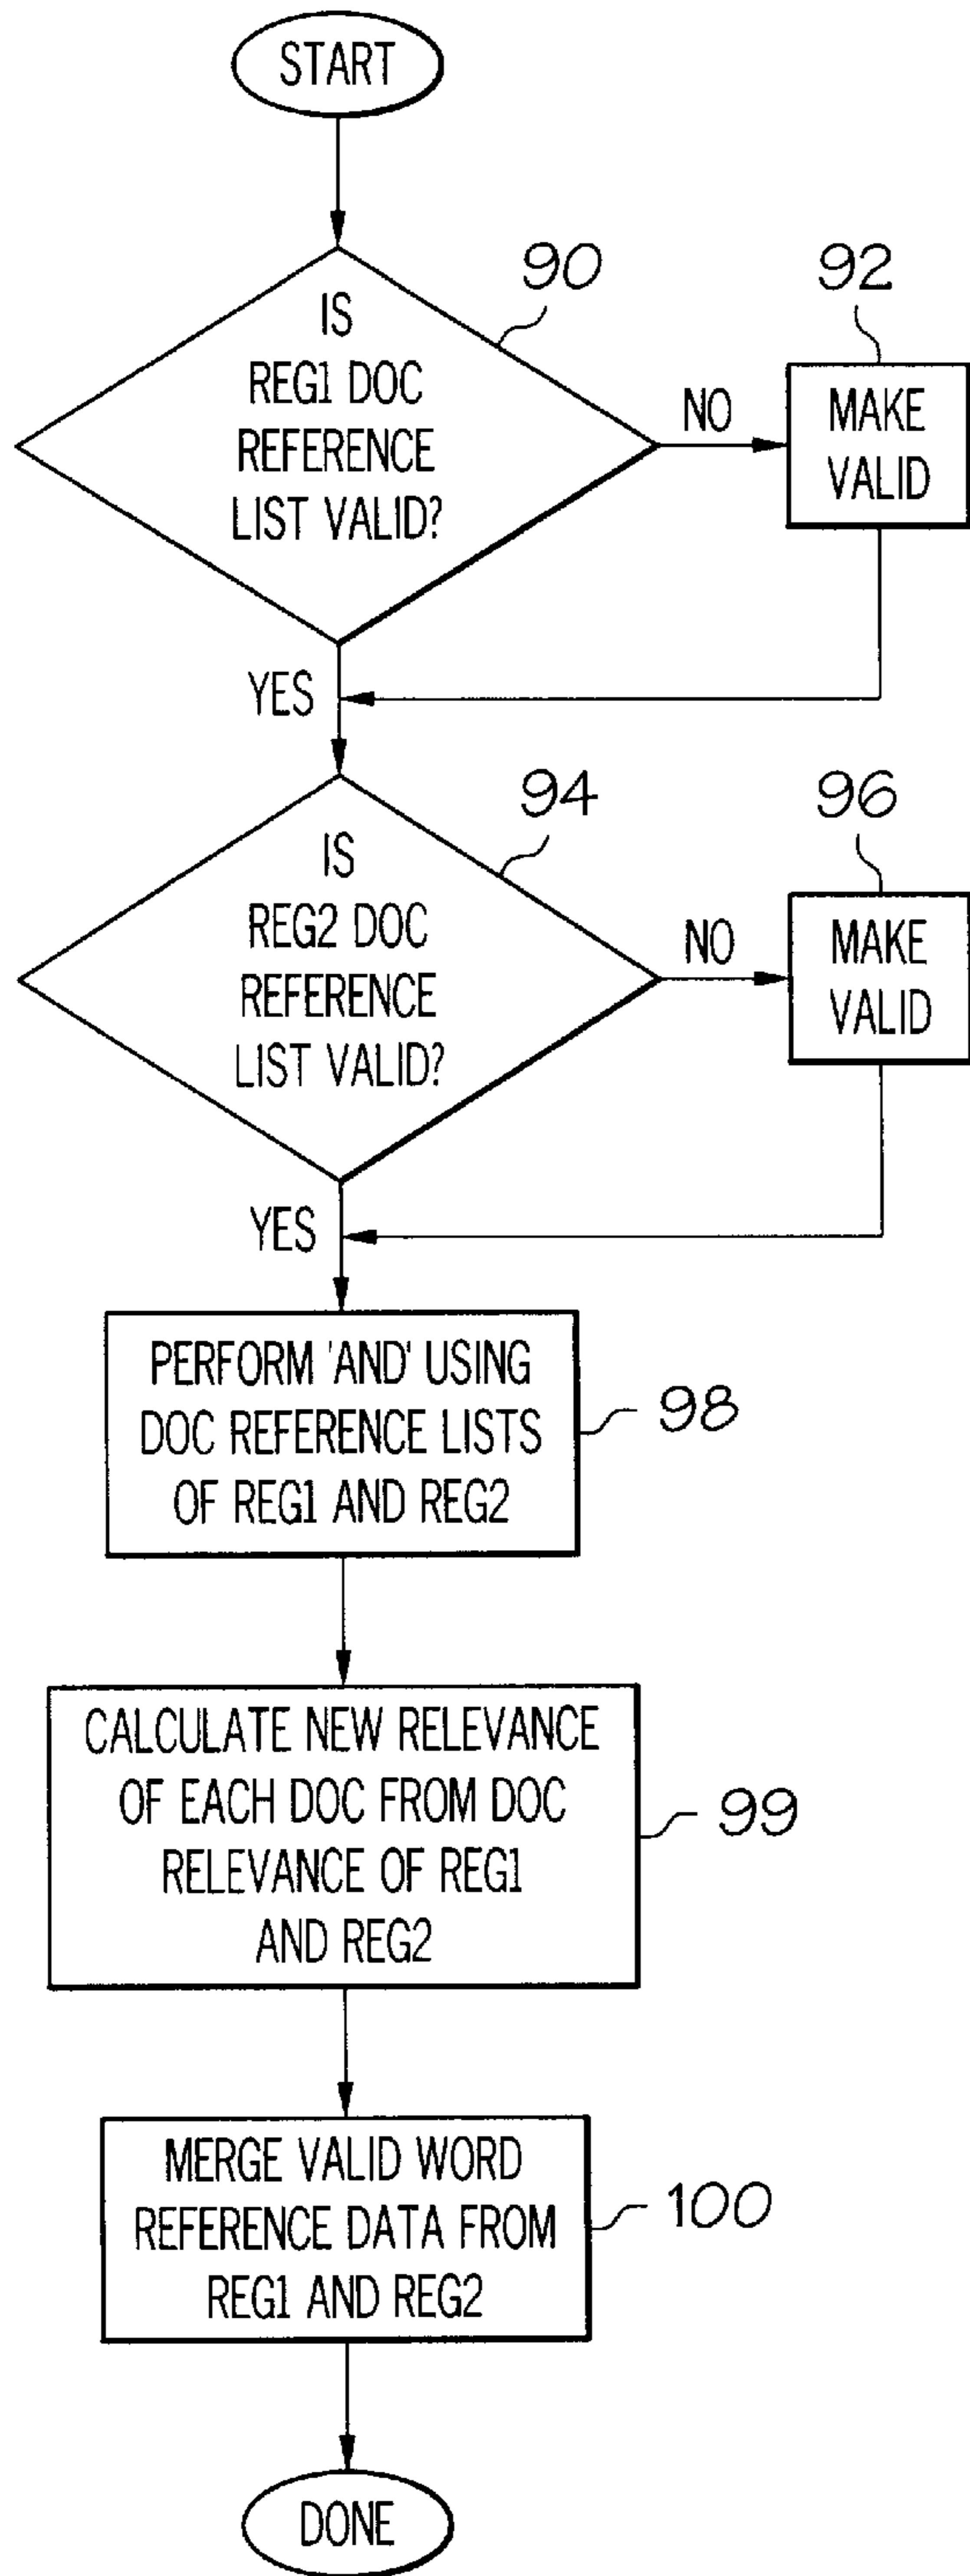 START
90
IS
REG1 DOC
REFERENCE
LIST VALID?
NO
92
MAKE
VALID
YES
94
IS
REG2 DOC
REFERENCE
LIST VALID?
NO
96
MAKE
VALID
YES
PERFORM 'AND' USING
DOC REFERENCE LISTS
OF REG1 AND REG2
98
CALCULATE NEW RELEVANCE
OF EACH DOC FROM DOC
RELEVANCE OF REG1
AND REG2
99
MERGE VALID WORD
REFERENCE DATA FROM
REG1 AND REG2
100
DONE